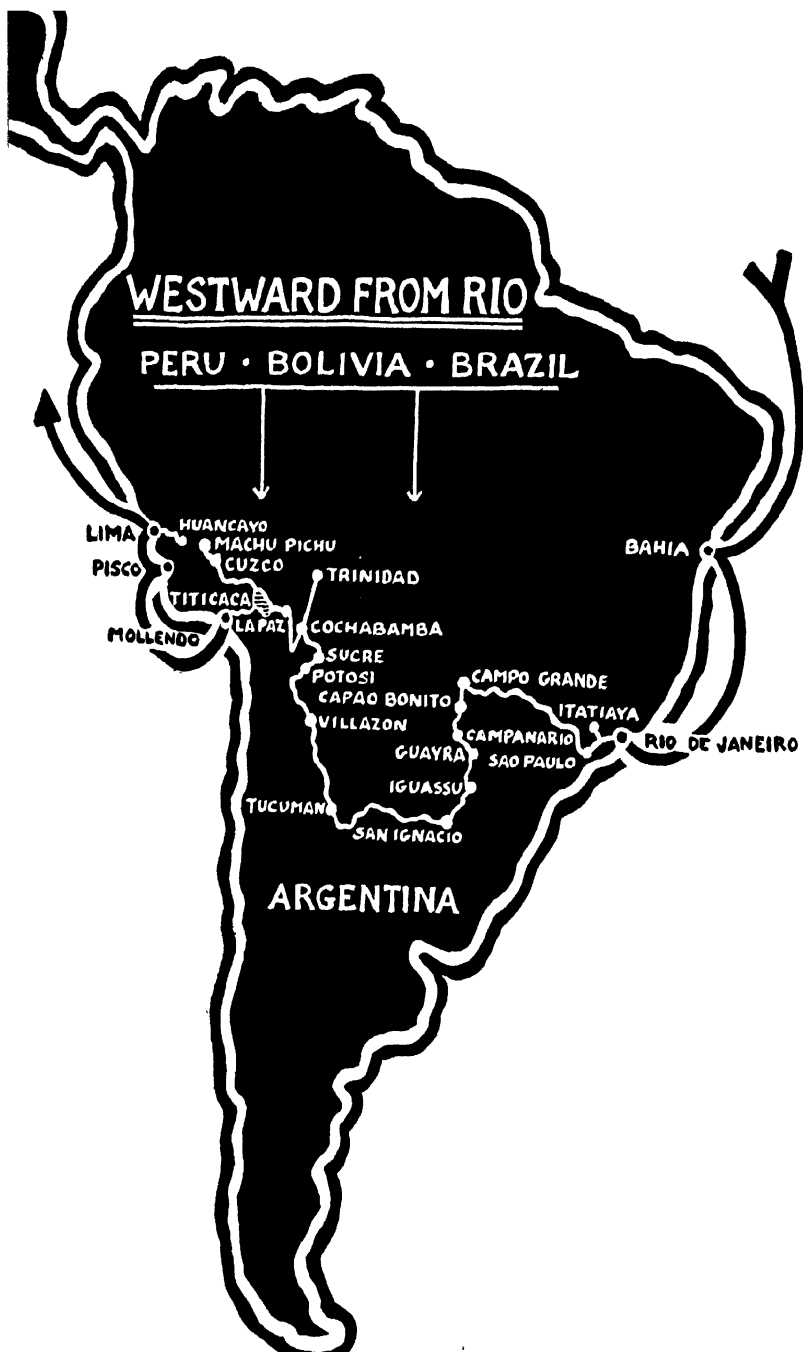 WESTWARD FROM RIO
PERU · BOLIVIA · BRAZIL
HUANCAYO
LIMA
MACHU PICHU
BAHIA
CUZCO
PISCO
TRINIDAD
TITICACA
LA PAZ
COCHABAMBA
MOLLENDO
SUCRE
POTOSI
CAMPO GRANDE
CAPAO BONITO
ITATIAYA
VILLAZON
CAMPANARIO
RIO DE JANEIRO
GUAYRA
SAO PAULO
IGUASSU
TUCUMAN
SAN IGNACIO
ARGENTINA